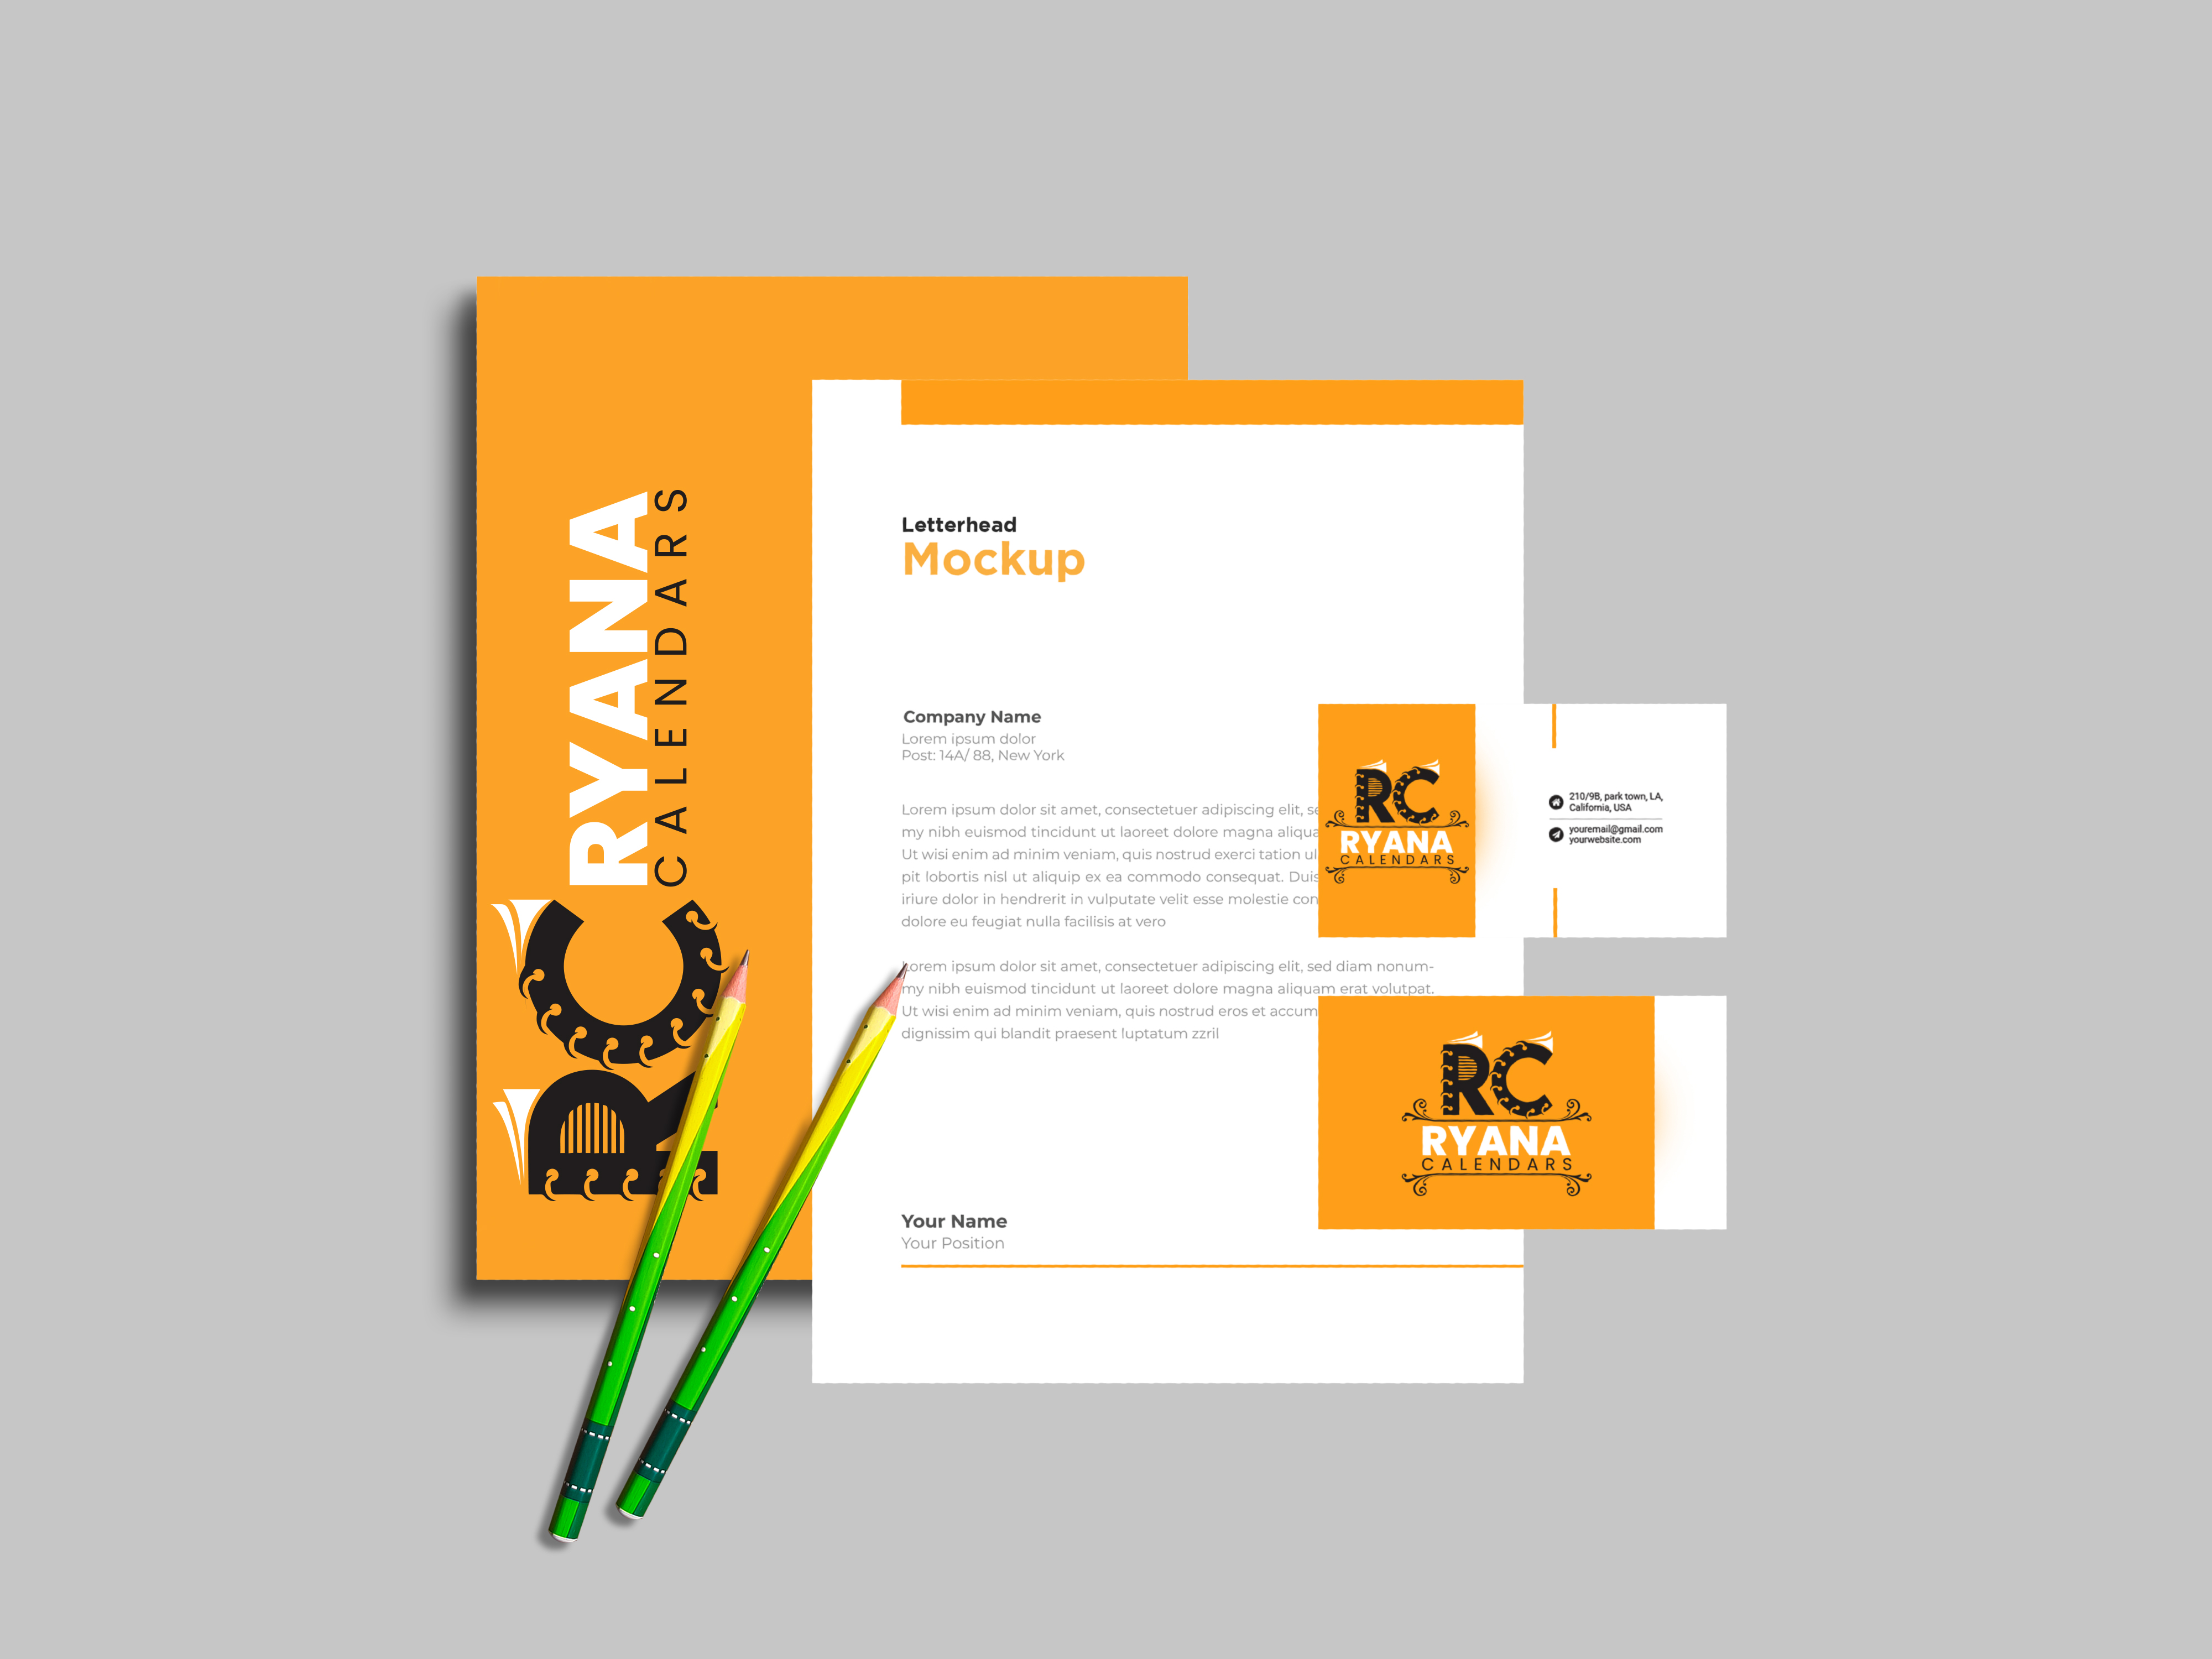 RC
RYANA
CALENDARS
Letterhead
Mockup
Company Name
Lorem ipsum dolor
Post: 14A/ 88, New York
Lorem ipsum dolor sit amet, consectetuer adipiscing elit,
my nibh euismod tincidunt ut laoreet dolore magna
Ut wisi enim ad minim veniam, quis nostrud exerci tation
pit lobortis nisl ut aliquip ex ea commodo consequat. Duis
iriure dolor in hendrerit in vulputate velit esse molestie
dolore eu feugiat nulla facilisis at vero
Lorem ipsum dolor sit amet, consectetuer adipiscing elit, sed diam nonum-
my nibh euismod tincidunt ut laoreet dolore magna aliquam erat volutpat.
Ut wisi enim ad minim veniam, quis nostrud eros et accum
dignissim qui blandit praesent luptatum zzril
Your Name
Your Position
RC
RYANA
CALENDARS
210/9B, park town, LA,
California, USA
youremail@gmail.com
yourwebsite.com
RC
RYANA
CALENDARS